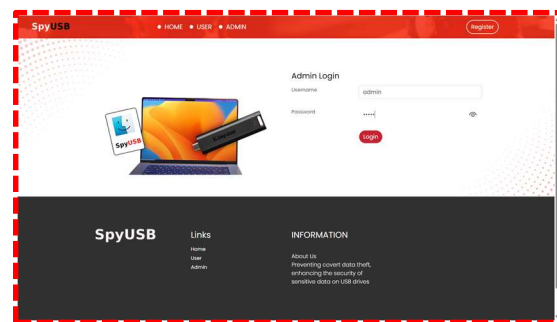 SpyUSB
HOME USER ADMIN
Register
Admin Login
Username
admin
Password
•••••
Login
SpyUSB
Kingston
SpyUSB
Links
Home
User
Admin
INFORMATION
About Us
Preventing covert data theft,
enhancing the security of
sensitive data on USB drives